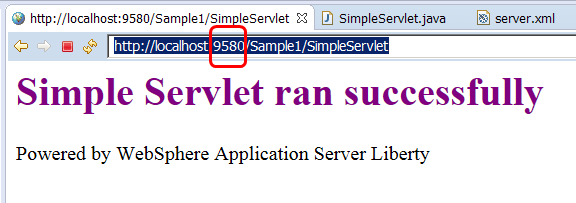 http://localhost:9580/Sample1/SimpleServlet SimpleServlet.java server.xml
http://localhost:9580/Sample1/SimpleServlet
Simple Servlet ran successfully
Powered by WebSphere Application Server Liberty